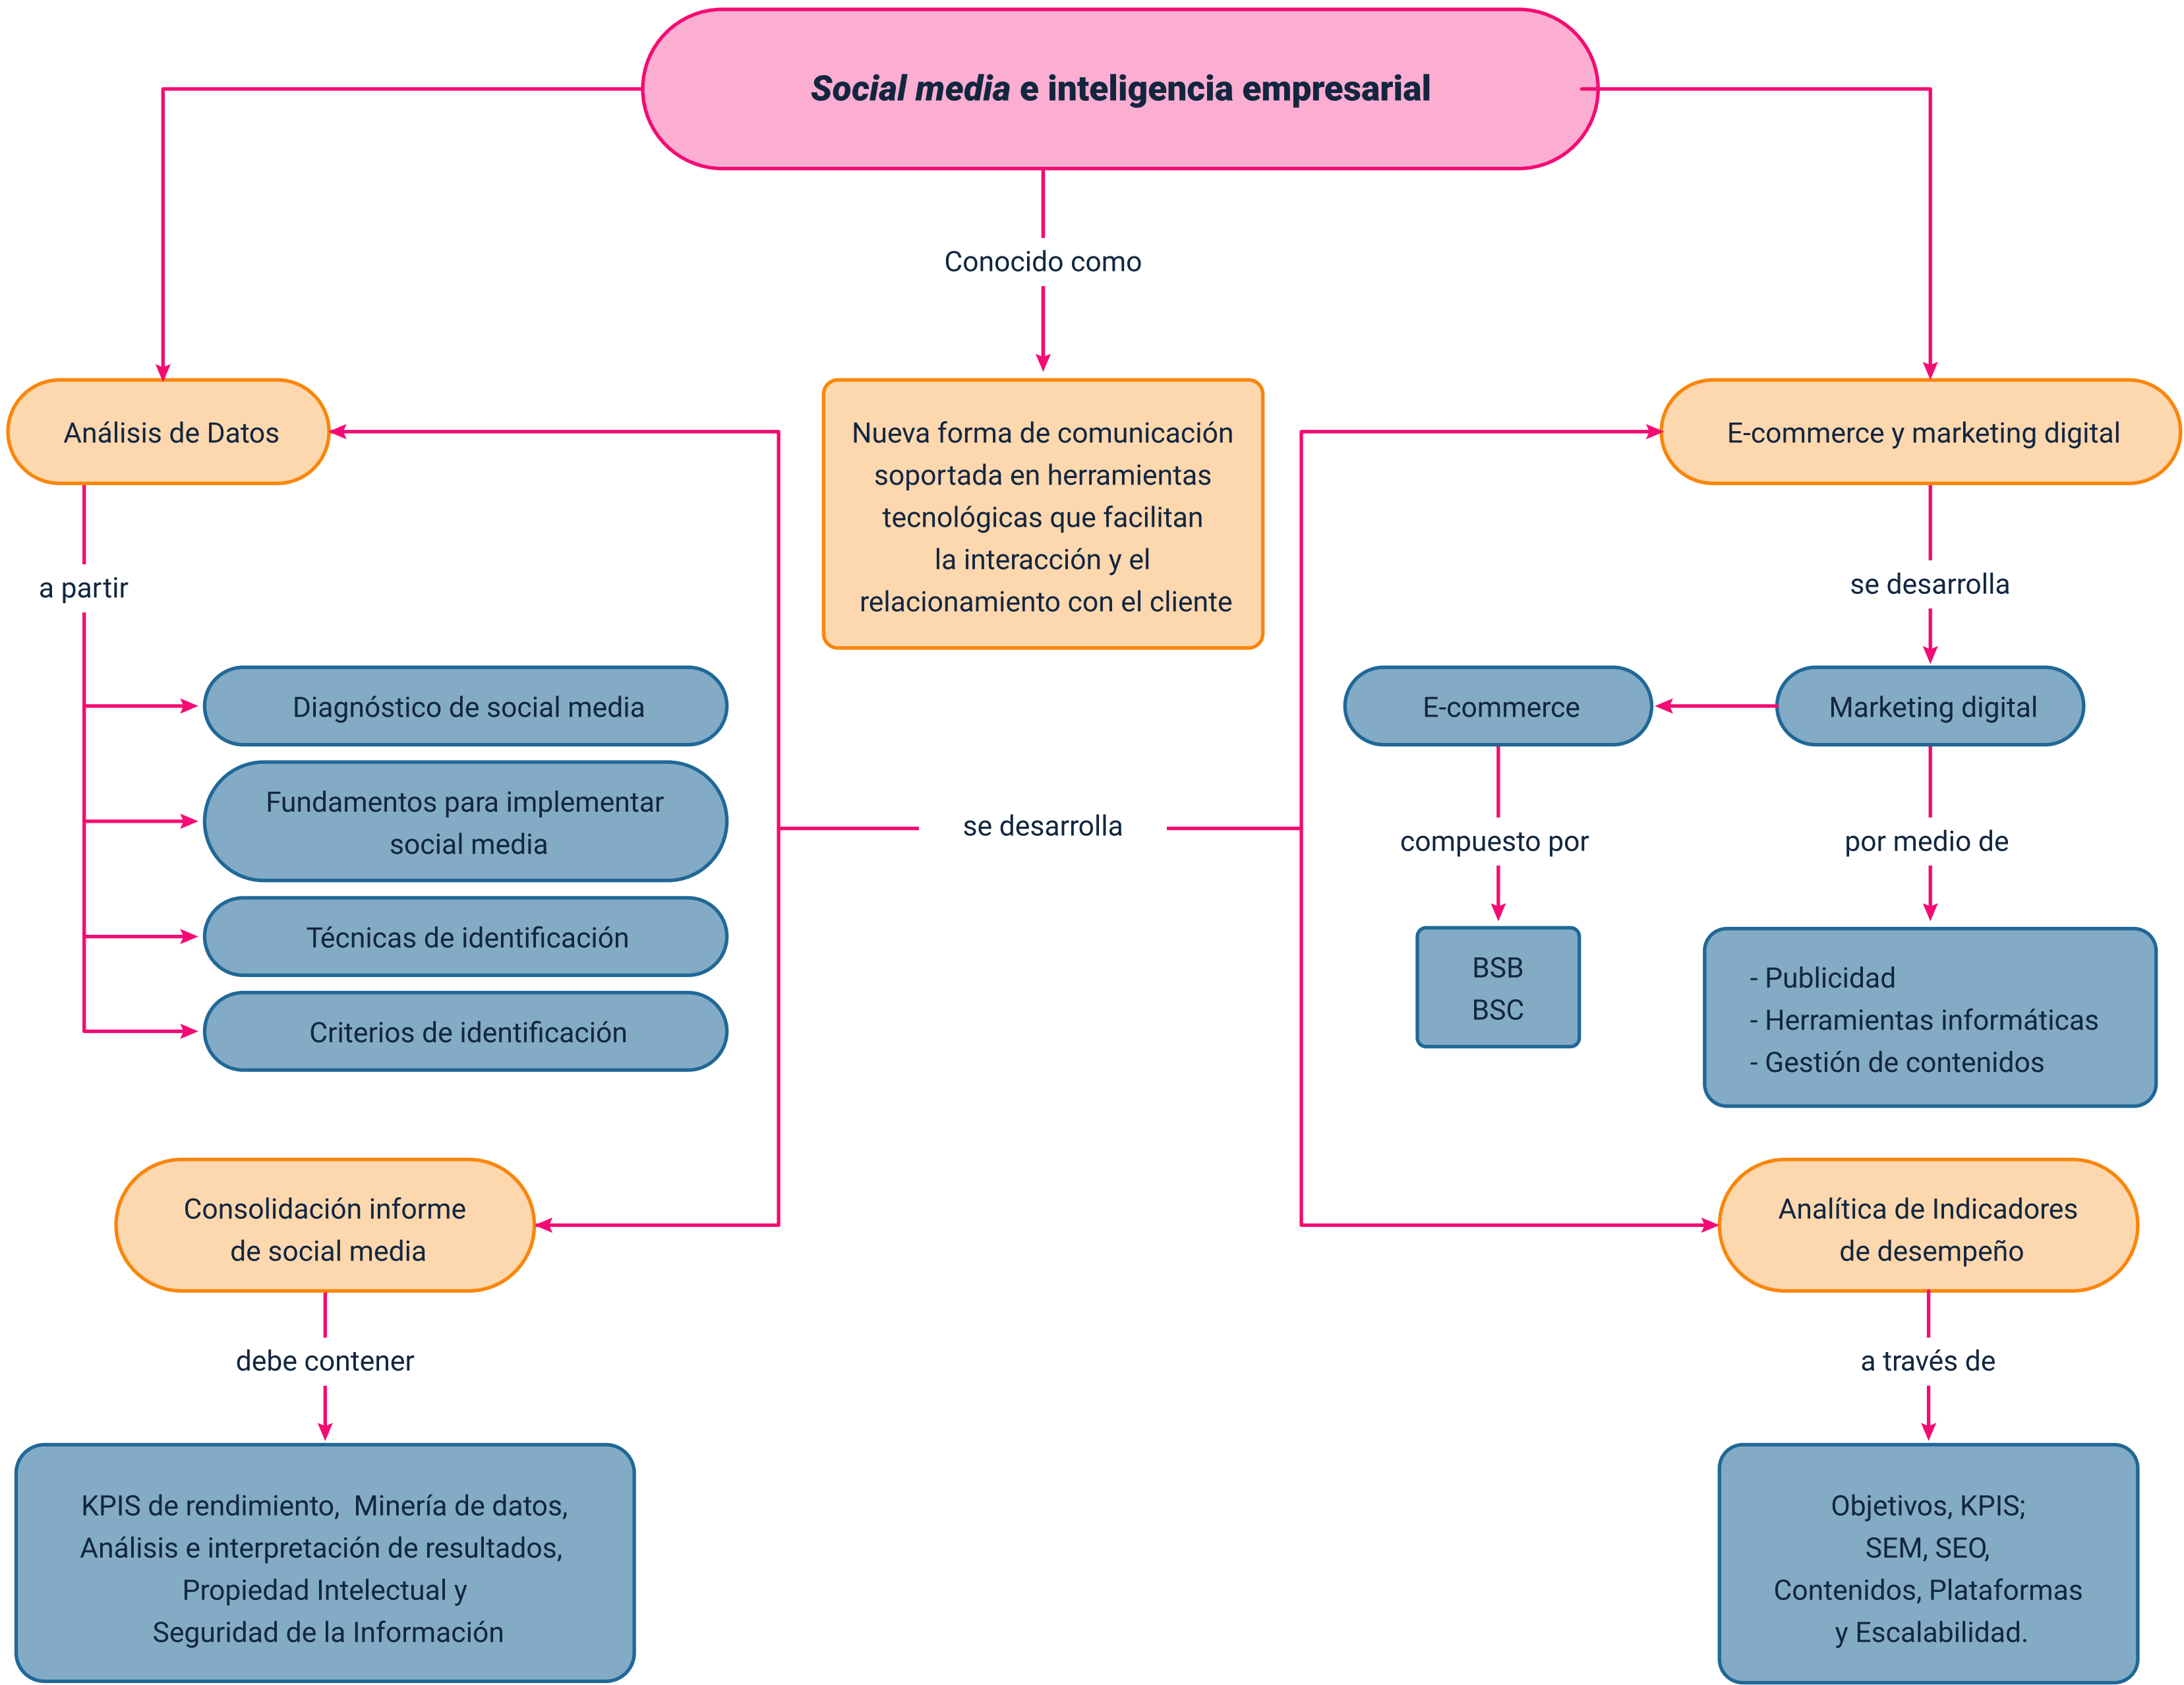 Social media e inteligencia empresarial
Conocido como
Análisis de Datos
Nueva forma de comunicación
soportada en herramientas
tecnológicas que facilitan
la interacción y el
relacionamiento con el cliente
E-commerce y marketing digital
a partir
se desarrolla
Diagnóstico de social media
Fundamentos para implementar
social media
Técnicas de identificación
Criterios de identificación
se desarrolla
E-commerce
Marketing digital
compuesto por
por medio de
BSB
BSC
- Publicidad
- Herramientas informáticas
- Gestión de contenidos
Consolidación informe
de social media
Analítica de Indicadores
de desempeño
debe contener
a través de
KPIS de rendimiento, Minería de datos,
Análisis e interpretación de resultados,
Propiedad Intelectual y
Seguridad de la Información
Objetivos, KPIS;
SEM, SEO,
Contenidos, Plataformas
y Escalabilidad.